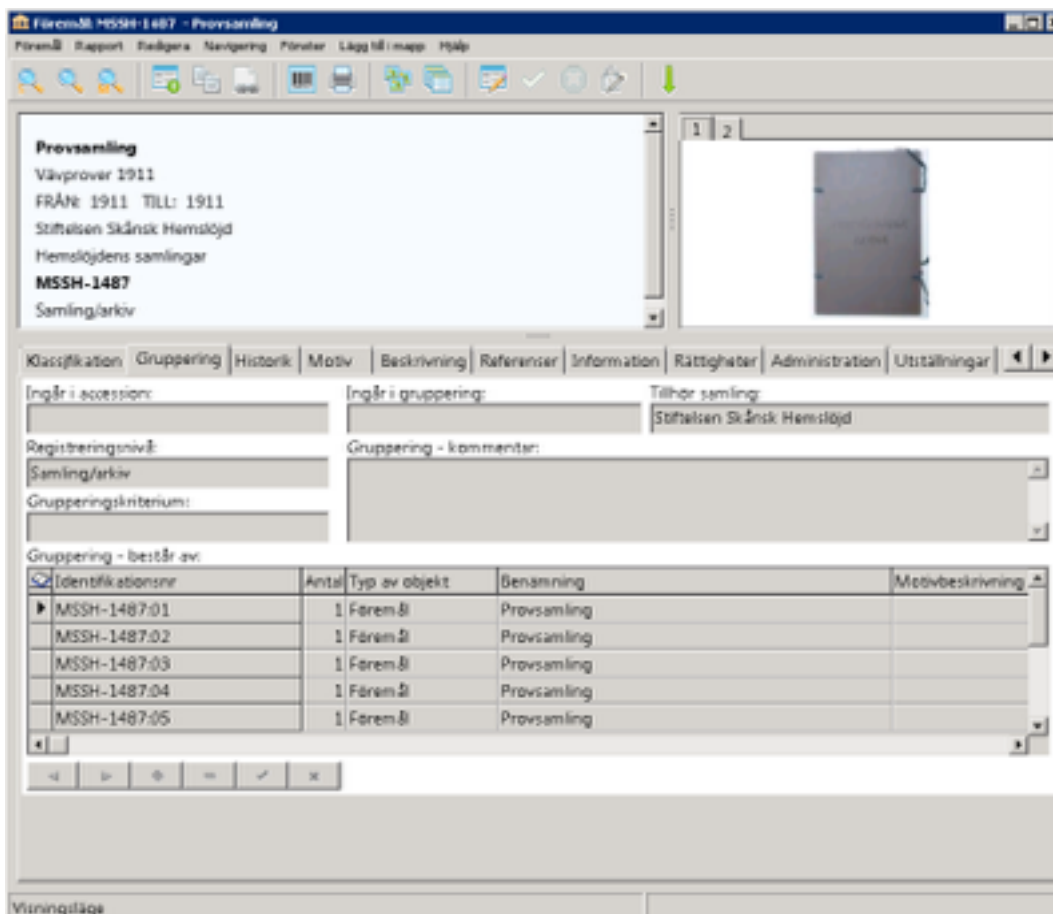 Föremål: MSSH-1487 - Provsamling
Föremål Rapport Redigera Navigering Fönster Lägg till i mapp Hjälp
Provsamling
Vävprover 1911
FRÅN: 1911 TILL: 1911
Stiftelsen Skånsk Hemslöjd
Hemslöjdens samlingar
MSSH-1487
Samling/arkiv
1 2
Klassifikation Gruppering Historik Motiv Beskrivning Referenser Information Rättigheter Administration Utställningar
Ingår i accession: Ingår i gruppering: Tillhör samling:
Stiftelsen Skånsk Hemslöjd
Registreringsnivå: Gruppering - kommentar:
Samling/arkiv
Grupperingskriterium:
Gruppering - består av:
Identifikationsnr Antal Typ av objekt Benämning Motivbeskrivning
MSSH-1487:01 1 Föremål Provsamling
MSSH-1487:02 1 Föremål Provsamling
MSSH-1487:03 1 Föremål Provsamling
MSSH-1487:04 1 Föremål Provsamling
MSSH-1487:05 1 Föremål Provsamling
Visningsläge